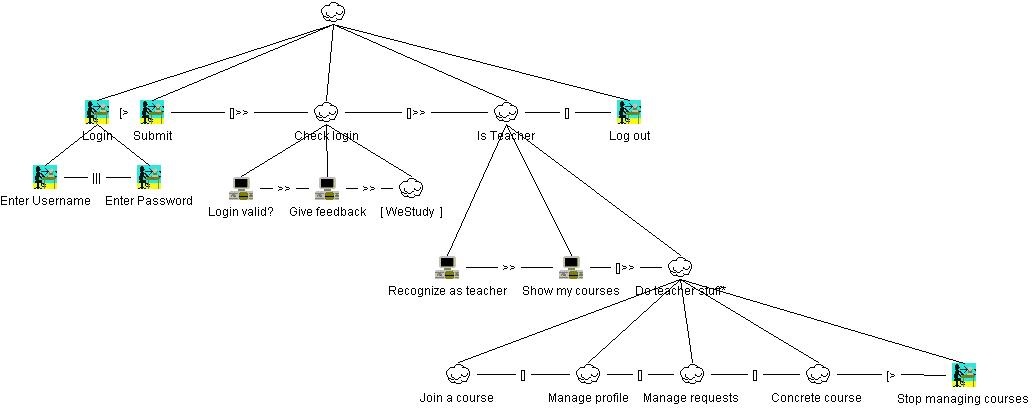 [>
[]>>
[]>>
[]
Login
Submit
Check login
Is Teacher
Log out
|||
>>
>>
Enter Username
Enter Password
Login valid?
Give feedback
[ WeStudy ]
>>
[]>>
Recognize as teacher
Show my courses
Do teacher stuff*
[]
[]
[]
[>
Join a course
Manage profile
Manage requests
Concrete course
Stop managing courses